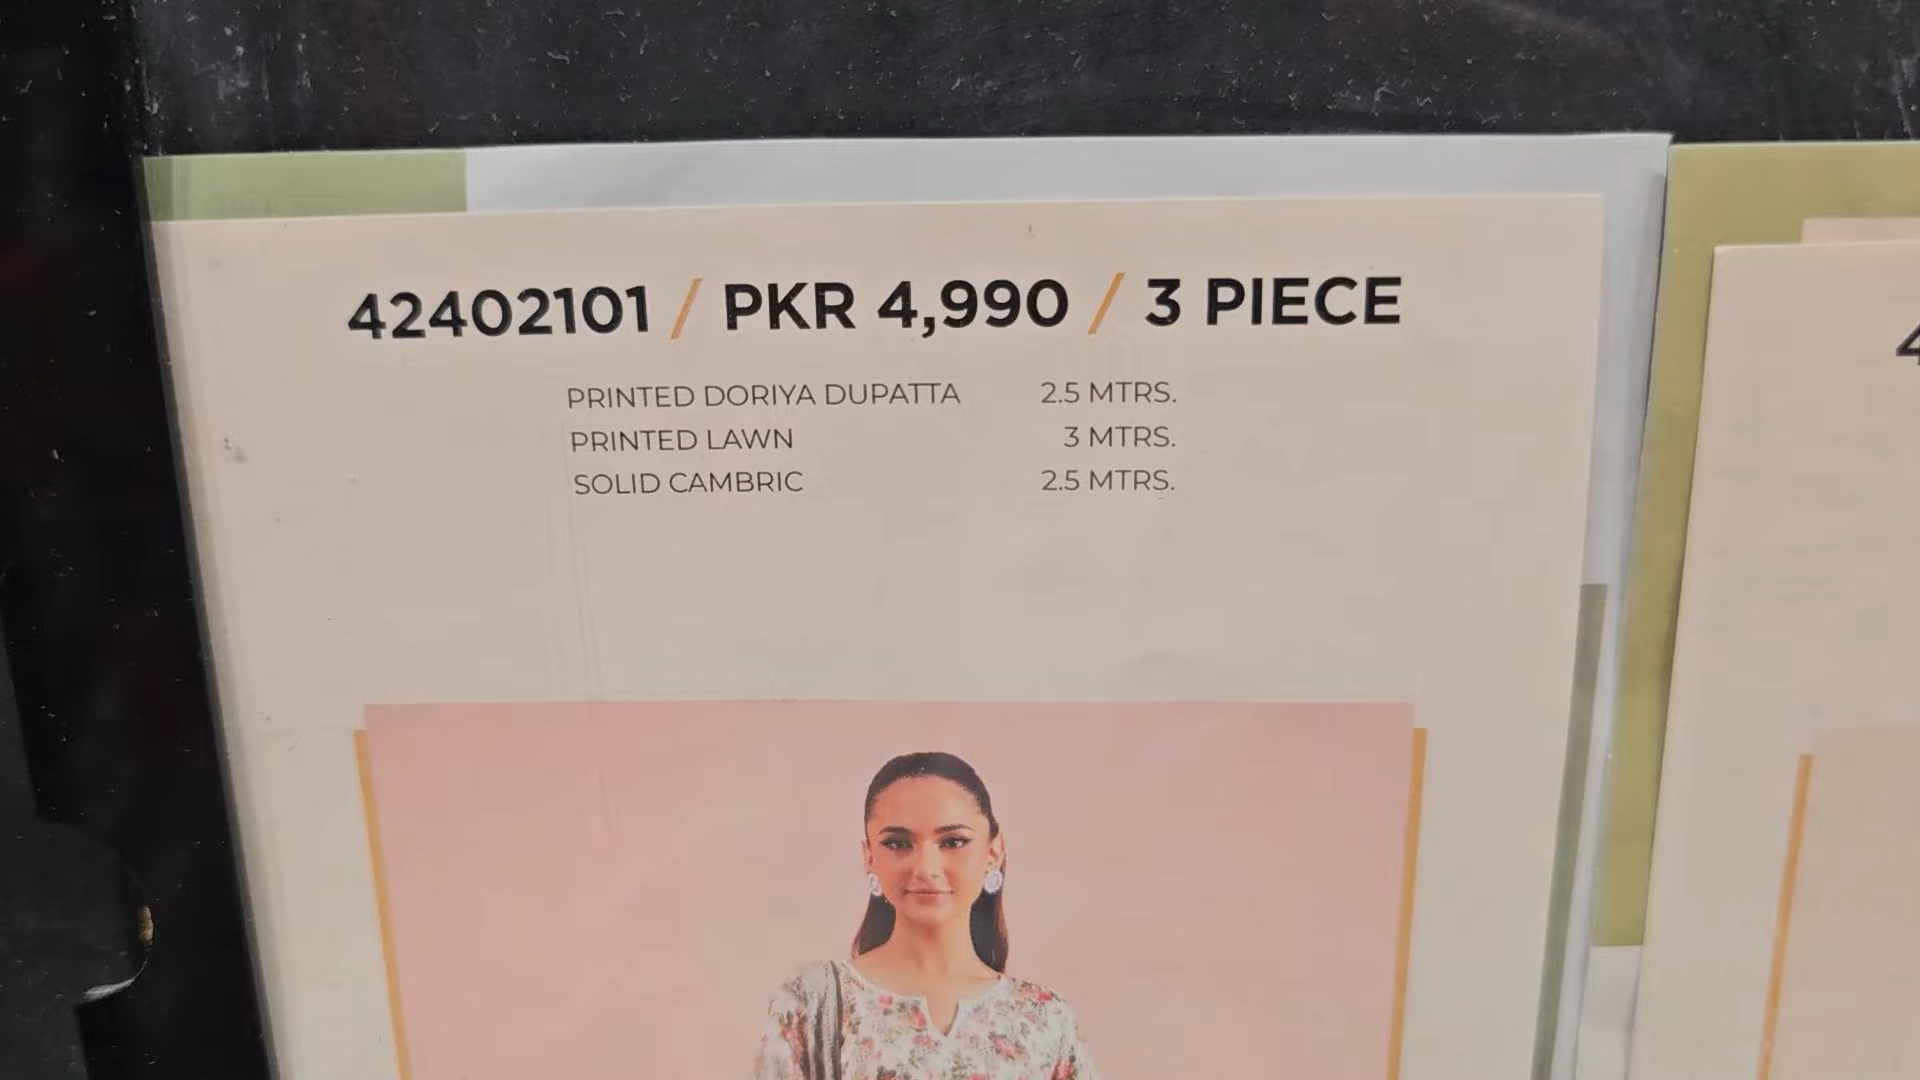 42402101 / PKR 4,990 / 3 PIECE
PRINTED DORIYA DUPATTA 2.5 MTRS.
PRINTED LAWN 3 MTRS.
SOLID CAMBRIC 2.5 MTRS.
4